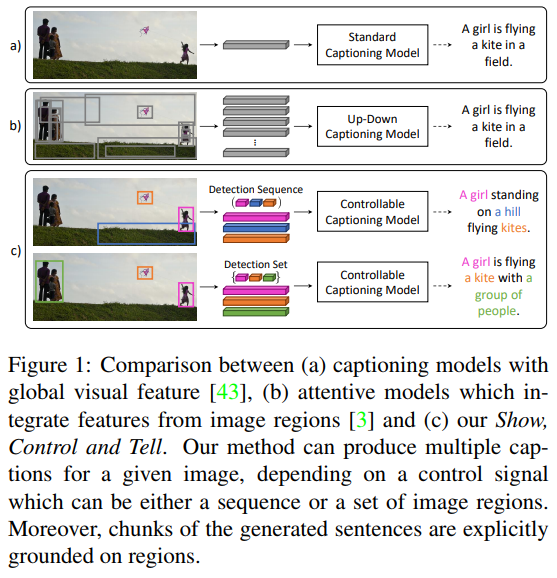 a)
Standard
Captioning Model
A girl is flying
a kite in a
field.
b)
Up-Down
Captioning Model
A girl is flying
a kite in a
field.
c)
Detection Sequence
( )
Controllable
Captioning Model
A girl standing
on a hill
flying kites.
Detection Set
{ }
Controllable
Captioning Model
A girl is flying
a kite with a
group of
people.
Figure 1: Comparison between (a) captioning models with
global visual feature [43], (b) attentive models which in-
tegrate features from image regions [3] and (c) our Show,
Control and Tell. Our method can produce multiple cap-
tions for a given image, depending on a control signal
which can be either a sequence or a set of image regions.
Moreover, chunks of the generated sentences are explicitly
grounded on regions.